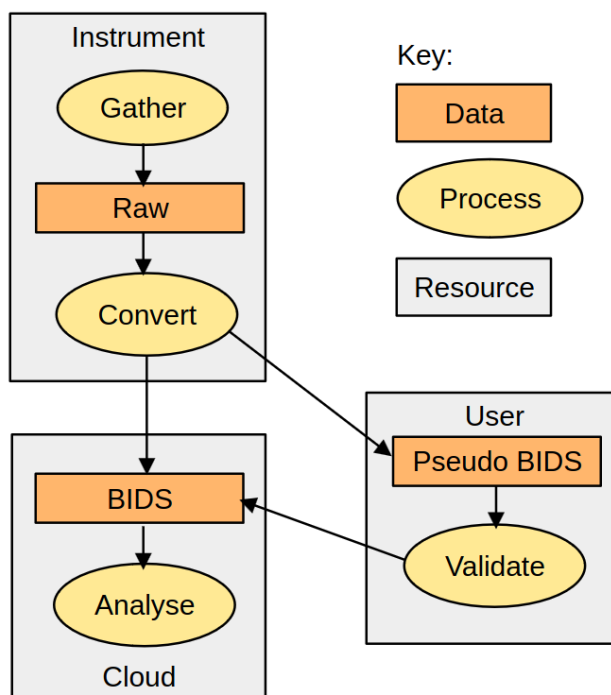 Instrument
Gather
Raw
Convert
Key:
Data
Process
Resource
User
Pseudo BIDS
Validate
BIDS
Analyse
Cloud